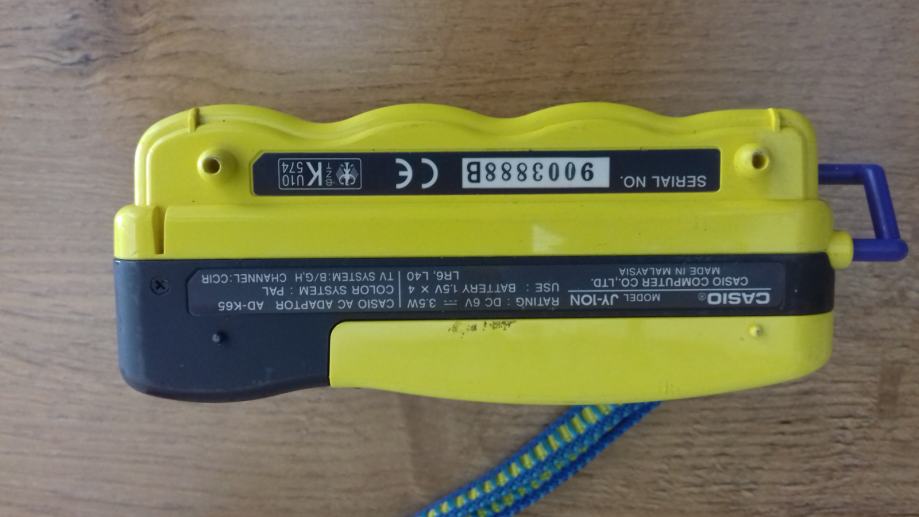 CASIO® MODEL JY-10N
CASIO COMPUTER CO.,LTD.
MADE IN MALAYSIA
RATING : DC 6V ⎓ 3.5W
USE : BATTERY 1.5V × 4
LR6, L40
CASIO AC ADAPTOR AD-K65
COLOR SYSTEM : PAL
TV SYSTEM:B/G,H CHANNEL:CCIR
SERIAL NO. 9003888B
CE
TZФ K U10
574